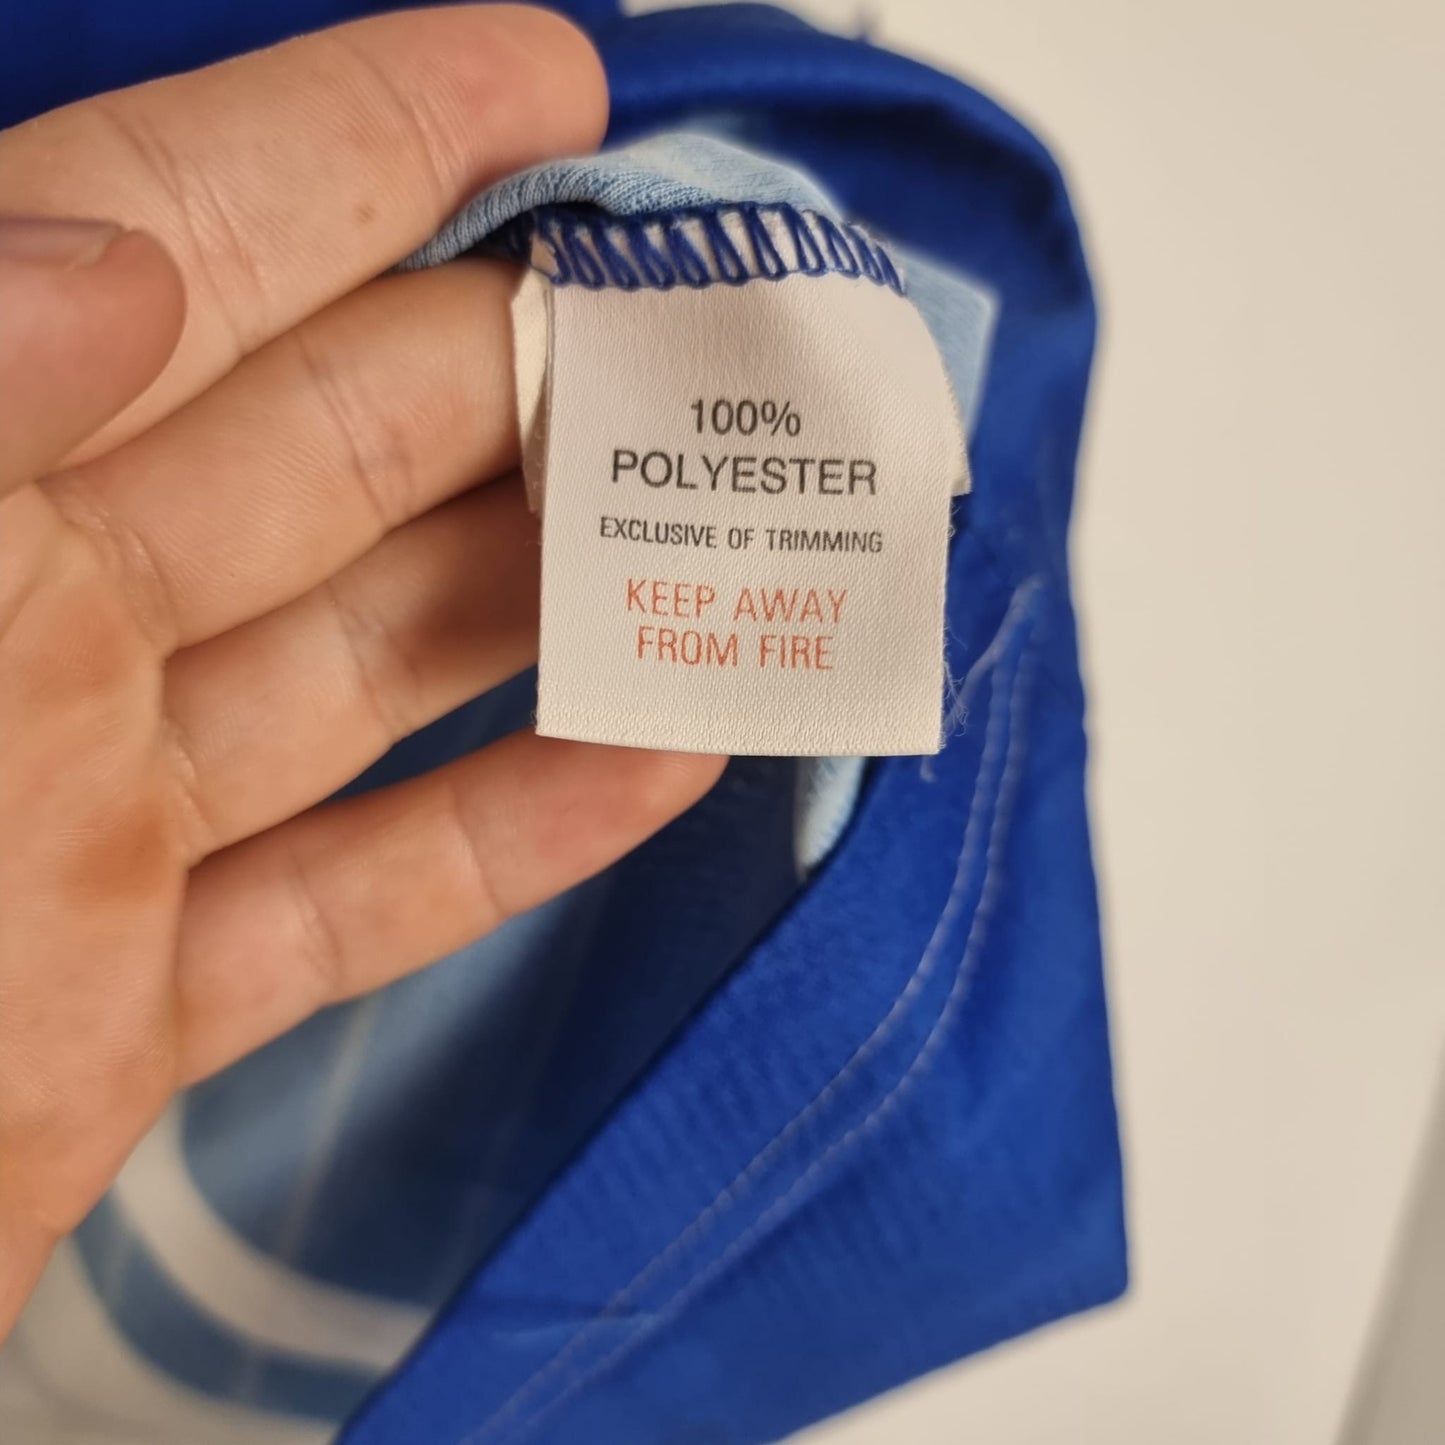 100%
POLYESTER
EXCLUSIVE OF TRIMMING
KEEP AWAY
FROM FIRE